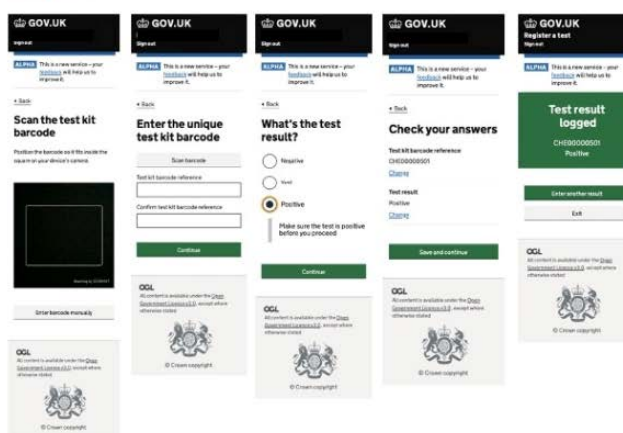 GOV.UK
Sign out
ALPHA This is a new service – your
feedback will help us to
improve it.
Back
Scan the test kit
barcode
Position the barcode so it fits inside the
square on your device's camera.
Enter barcode manually
OGL
All content is available under the Open
Government Licence v3.0, except where
otherwise stated
© Crown copyright
GOV.UK
Sign out
ALPHA This is a new service – your
feedback will help us to
improve it.
Back
Enter the unique
test kit barcode
Scan barcode
Test kit barcode reference
Confirm test kit barcode reference
Continue
OGL
All content is available under the Open
Government Licence v3.0, except where
otherwise stated
© Crown copyright
GOV.UK
Sign out
ALPHA This is a new service – your
feedback will help us to
improve it.
Back
What's the test
result?
Negative
Void
Positive
Make sure the test is positive
before you proceed
Continue
OGL
All content is available under the Open
Government Licence v3.0, except where
otherwise stated
© Crown copyright
GOV.UK
Sign out
ALPHA This is a new service – your
feedback will help us to
improve it.
Back
Check your answers
Test kit barcode reference
CHE00000501
Change
Test result
Positive
Change
Save and continue
OGL
All content is available under the Open
Government Licence v3.0, except where
otherwise stated
© Crown copyright
GOV.UK
Register a test
Sign out
ALPHA This is a new service – your
feedback will help us to
improve it.
Test result
logged
CHE00000501
Positive
Enter another result
Exit
OGL
All content is available under the Open
Government Licence v3.0, except where
otherwise stated
© Crown copyright